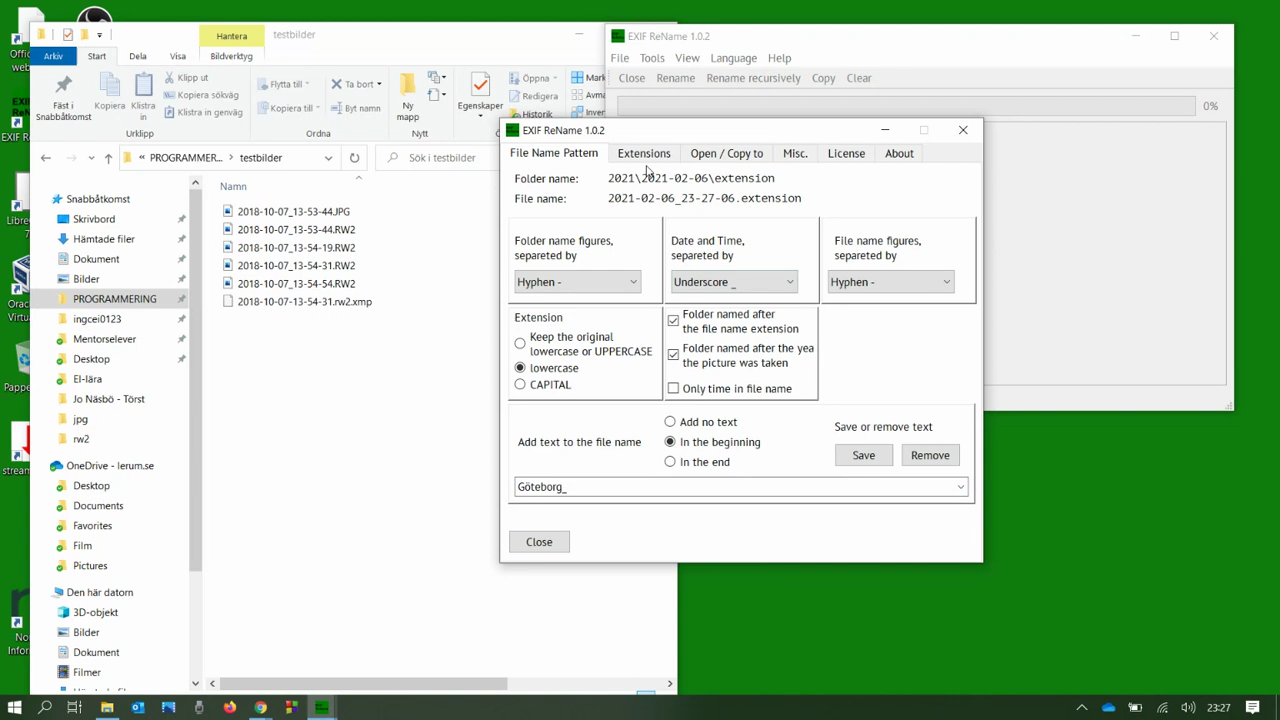 Hantera
testbilder
Arkiv
Start
Dela
Visa
Bildverktyg
Fäst i
Snabbåtkomst
Kopiera
Klistra
in
Klipp ut
Kopiera sökväg
Klistra in genväg
Urklipp
Flytta till
Kopiera till
Ta bort
Byt namn
Ordna
Ny
mapp
Nytt
Egenskaper
Öppna
Redigera
Historik
« PROGRAMMER... > testbilder
Sök i testbilder
Snabbåtkomst
Skrivbord
Hämtade filer
Dokument
Bilder
PROGRAMMERING
ingcei0123
Mentorselever
Desktop
El-lära
Jo Näsbö - Törst
jpg
rw2
OneDrive - lerum.se
Desktop
Documents
Favorites
Film
Pictures
Den här datorn
3D-objekt
Bilder
Dokument
Filmer
Namn
2018-10-07_13-53-44.JPG
2018-10-07_13-53-44.RW2
2018-10-07_13-54-19.RW2
2018-10-07_13-54-31.RW2
2018-10-07_13-54-54.RW2
2018-10-07-13-54-31.rw2.xmp
EXIF ReName 1.0.2
File Tools View Language Help
Close Rename Rename recursively Copy Clear
0%
EXIF ReName 1.0.2
File Name Pattern Extensions Open / Copy to Misc. License About
Folder name: 2021\2021-02-06\extension
File name: 2021-02-06_23-27-06.extension
Folder name figures,
separeted by
Hyphen -
Date and Time,
separeted by
Underscore _
File name figures,
separeted by
Hyphen -
Extension
Keep the original
lowercase or UPPERCASE
lowercase
CAPITAL
Folder named after
the file name extension
Folder named after the yea
the picture was taken
Only time in file name
Add text to the file name
Add no text
In the beginning
In the end
Save or remove text
Save
Remove
Göteborg_
Close
23:27